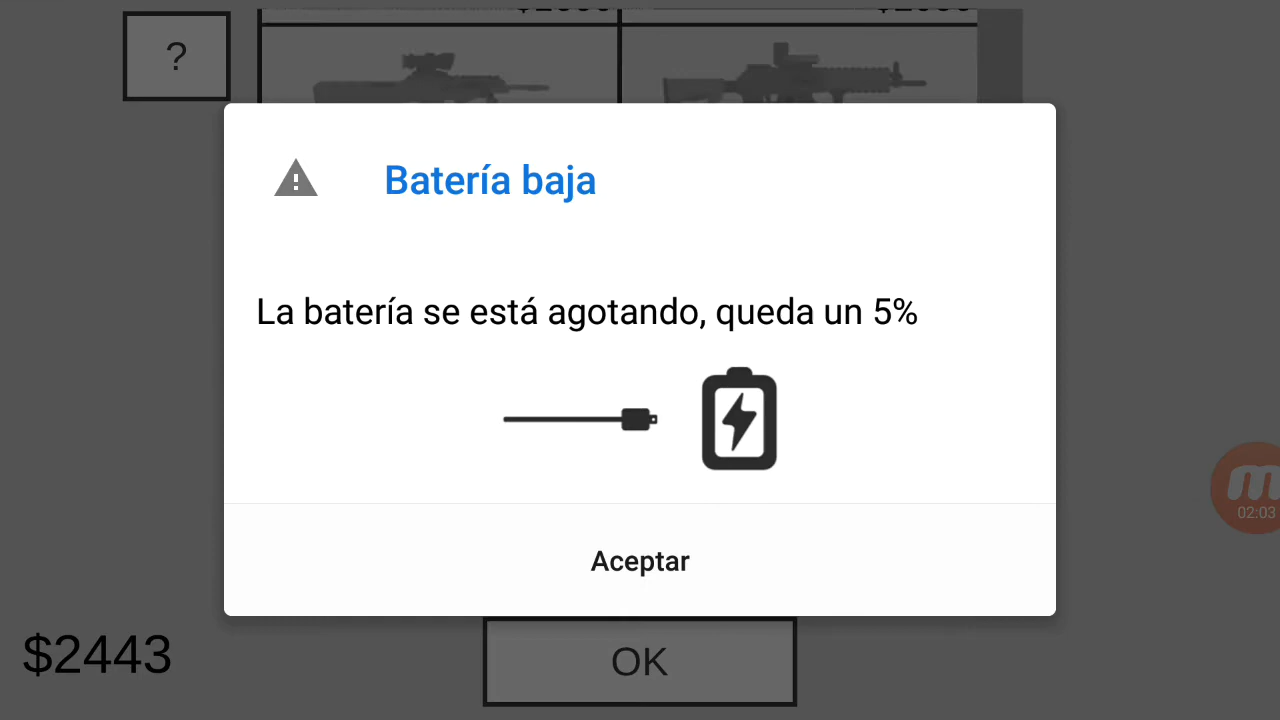 ?
Batería baja
La batería se está agotando, queda un 5%
Aceptar
02:03
$2443
OK